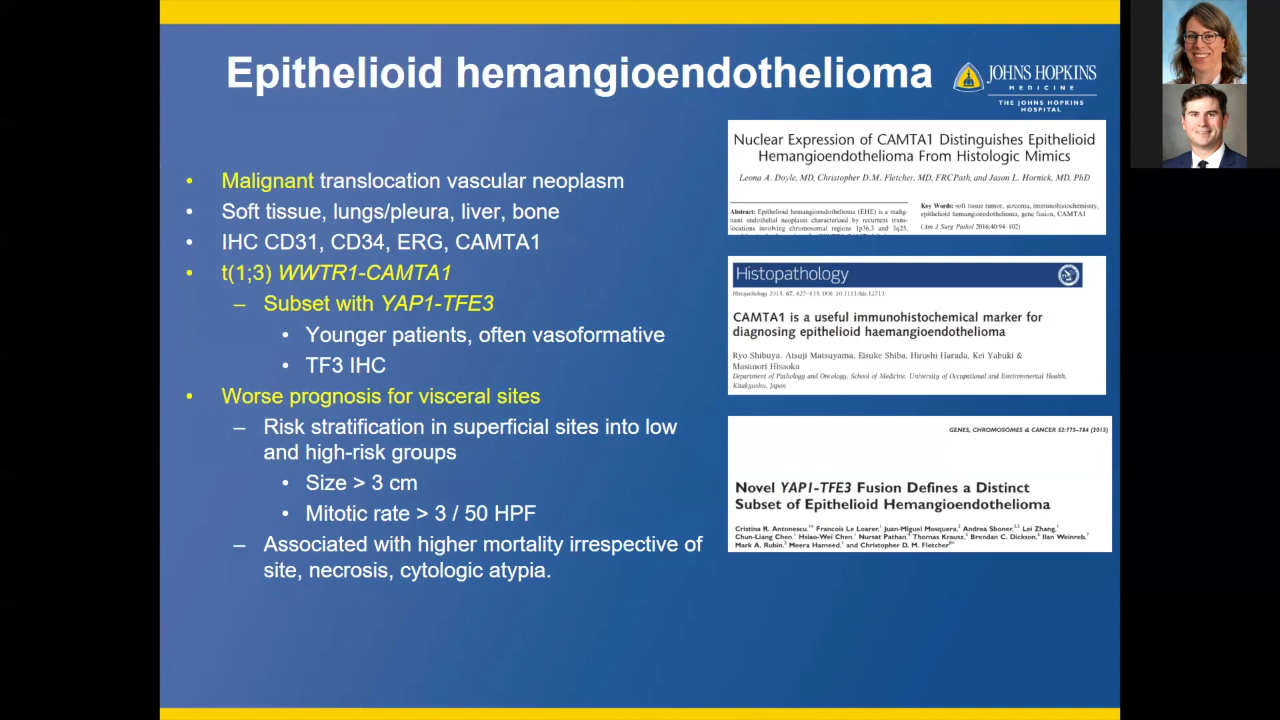 Epithelioid hemangioendothelioma
JOHNS HOPKINS
MEDICINE
THE JOHNS HOPKINS
HOSPITAL
• Malignant translocation vascular neoplasm
• Soft tissue, lungs/pleura, liver, bone
• IHC CD31, CD34, ERG, CAMTA1
• t(1;3) WWTR1-CAMTA1
– Subset with YAP1-TFE3
• Younger patients, often vasoformative
• TF3 IHC
• Worse prognosis for visceral sites
– Risk stratification in superficial sites into low
and high-risk groups
• Size > 3 cm
• Mitotic rate > 3 / 50 HPF
– Associated with higher mortality irrespective of
site, necrosis, cytologic atypia.
Nuclear Expression of CAMTA1 Distinguishes Epithelioid
Hemangioendothelioma From Histologic Mimics
Leona A. Doyle, MD, Christopher D.M. Fletcher, MD, FRCPath, and Jason L. Hornick, MD, PhD
Abstract: Epithelioid hemangioendothelioma (EHE) is a malig-
nant endothelial neoplasm characterized by recurrent trans-
locations involving chromosomal regions 1p36.3 and 3q25,
Key Words: soft tissue tumor, sarcoma, immunohistochemistry,
epithelioid hemangioendothelioma, gene fusion, CAMTA1
(Am J Surg Pathol 2016;40:94–102)
Histopathology
Histopathology 2015, 67, 827–835. DOI: 10.1111/his.12713
CAMTA1 is a useful immunohistochemical marker for
diagnosing epithelioid haemangioendothelioma
Ryo Shibuya, Atsuji Matsuyama, Eisuke Shiba, Hiroshi Harada, Kei Yabuki &
Masanori Hisaoka
Department of Pathology and Oncology, School of Medicine, University of Occupational and Environmental Health,
Kitakyushu, Japan
GENES, CHROMOSOMES & CANCER 52:775–784 (2013)
Novel YAP1-TFE3 Fusion Defines a Distinct
Subset of Epithelioid Hemangioendothelioma
Cristina R. Antonescu, Francois Le Loarer, Juan-Miguel Mosquera, Andrea Sboner, Lei Zhang,
Chun-Liang Chen, Hsiao-Wei Chen, Nursat Pathan, Thomas Krausz, Brendan C. Dickson, Ilan Weinreb,
Mark A. Rubin, Meera Hameed, and Christopher D. M. Fletcher